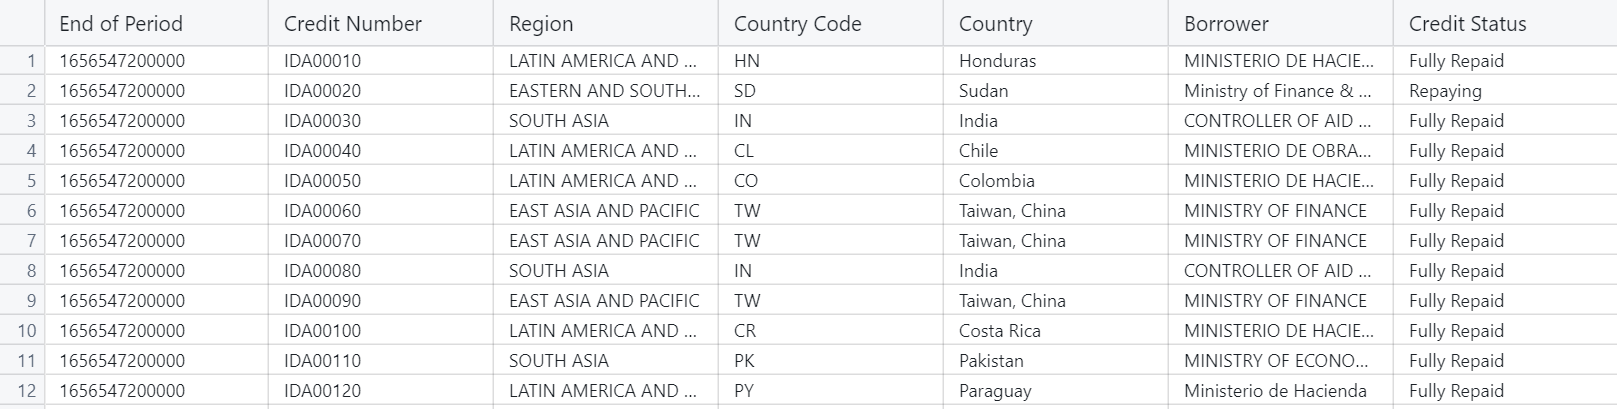 End of Period Credit Number Region Country Code Country Borrower Credit Status
1 1656547200000 IDA00010 LATIN AMERICA AND ... HN Honduras MINISTERIO DE HACIE... Fully Repaid
2 1656547200000 IDA00020 EASTERN AND SOUTH... SD Sudan Ministry of Finance & ... Repaying
3 1656547200000 IDA00030 SOUTH ASIA IN India CONTROLLER OF AID ... Fully Repaid
4 1656547200000 IDA00040 LATIN AMERICA AND ... CL Chile MINISTERIO DE OBRA... Fully Repaid
5 1656547200000 IDA00050 LATIN AMERICA AND ... CO Colombia MINISTERIO DE HACIE... Fully Repaid
6 1656547200000 IDA00060 EAST ASIA AND PACIFIC TW Taiwan, China MINISTRY OF FINANCE Fully Repaid
7 1656547200000 IDA00070 EAST ASIA AND PACIFIC TW Taiwan, China MINISTRY OF FINANCE Fully Repaid
8 1656547200000 IDA00080 SOUTH ASIA IN India CONTROLLER OF AID ... Fully Repaid
9 1656547200000 IDA00090 EAST ASIA AND PACIFIC TW Taiwan, China MINISTRY OF FINANCE Fully Repaid
10 1656547200000 IDA00100 LATIN AMERICA AND ... CR Costa Rica MINISTERIO DE HACIE... Fully Repaid
11 1656547200000 IDA00110 SOUTH ASIA PK Pakistan MINISTRY OF ECONO... Fully Repaid
12 1656547200000 IDA00120 LATIN AMERICA AND ... PY Paraguay Ministerio de Hacienda Fully Repaid